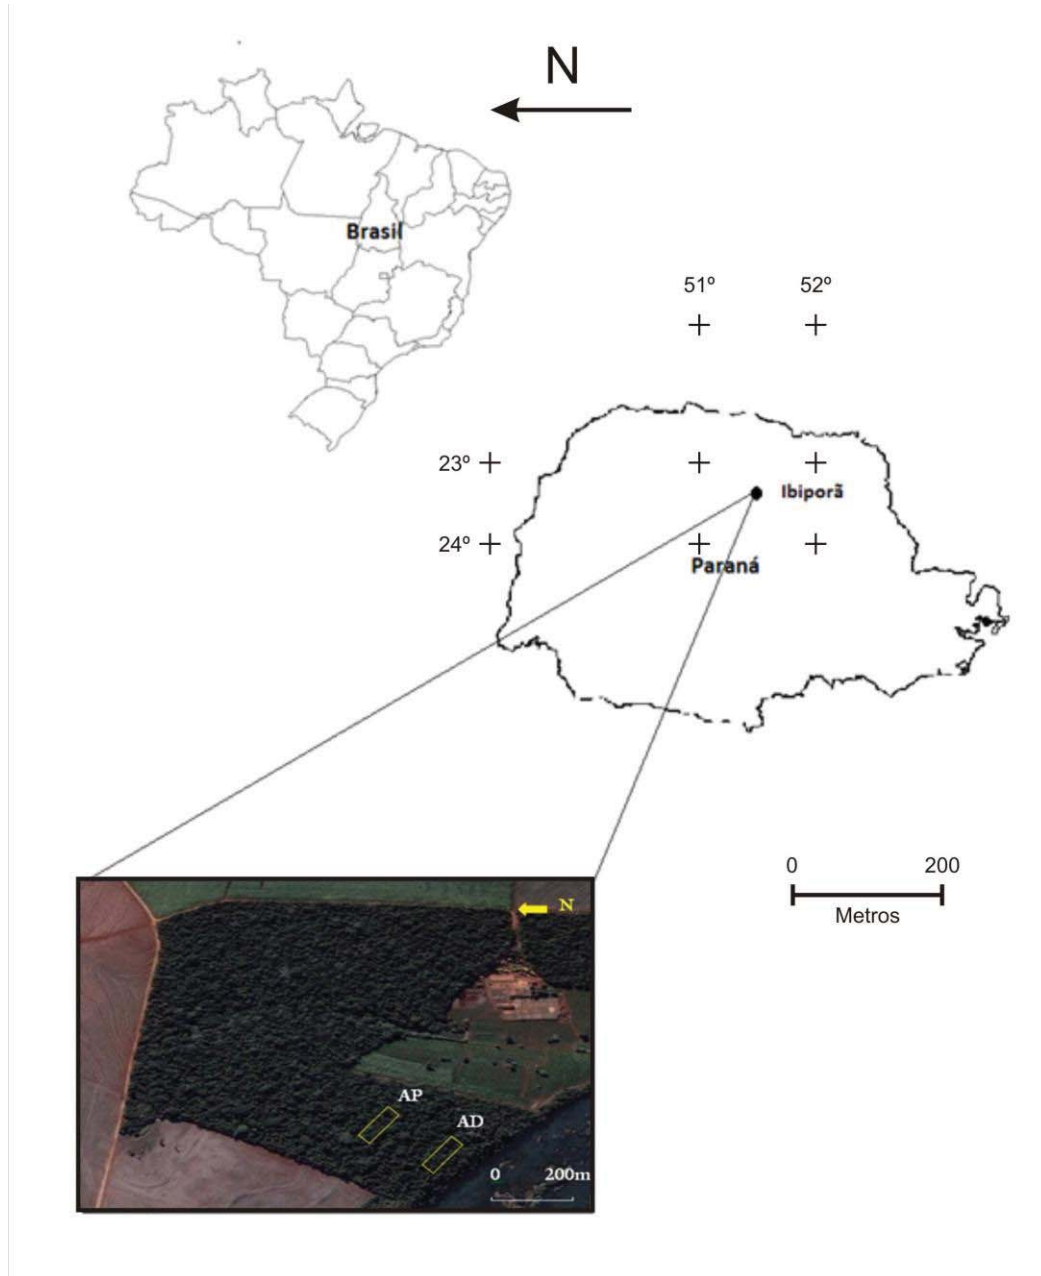 N
Brasil
51º 52º
23º
Ibiporã
24º
Paraná
0 200
Metros
N
AP
AD
0 200m